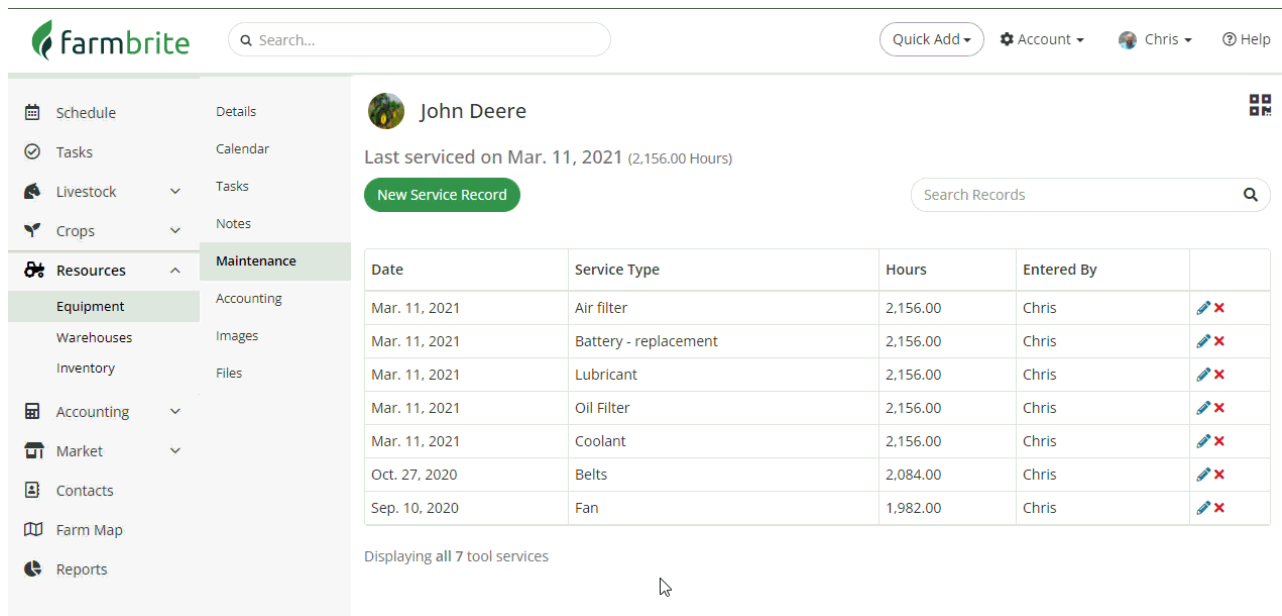 farmbrite
Search...
Quick Add
Account
Chris
Help
Schedule
Tasks
Livestock
Crops
Resources
Equipment
Warehouses
Inventory
Accounting
Market
Contacts
Farm Map
Reports
Details
Calendar
Tasks
Notes
Maintenance
Accounting
Images
Files
John Deere
Last serviced on Mar. 11, 2021 (2,156.00 Hours)
New Service Record
Search Records
Date Service Type Hours Entered By
Mar. 11, 2021 Air filter 2,156.00 Chris
Mar. 11, 2021 Battery - replacement 2,156.00 Chris
Mar. 11, 2021 Lubricant 2,156.00 Chris
Mar. 11, 2021 Oil Filter 2,156.00 Chris
Mar. 11, 2021 Coolant 2,156.00 Chris
Oct. 27, 2020 Belts 2,084.00 Chris
Sep. 10, 2020 Fan 1,982.00 Chris
Displaying all 7 tool services